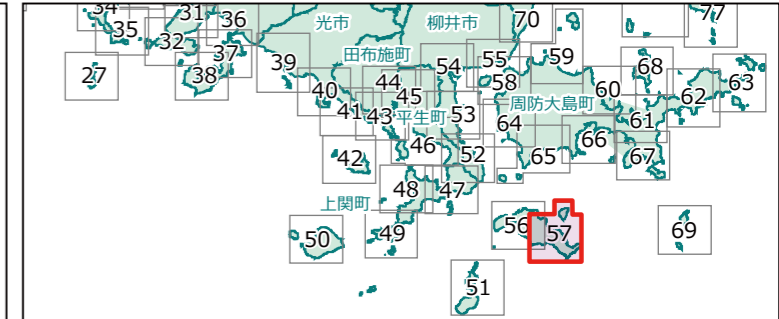 34 31 36 光市 柳井市 70 77
35 32 37 39 田布施町 54 55 59 68
27 38 40 44 45 58 60 62 63
41 43 平生町 53 周防大島町 61
42 46 52 64 65 66 67
上関町 48 47
50 49 56 57 69
51